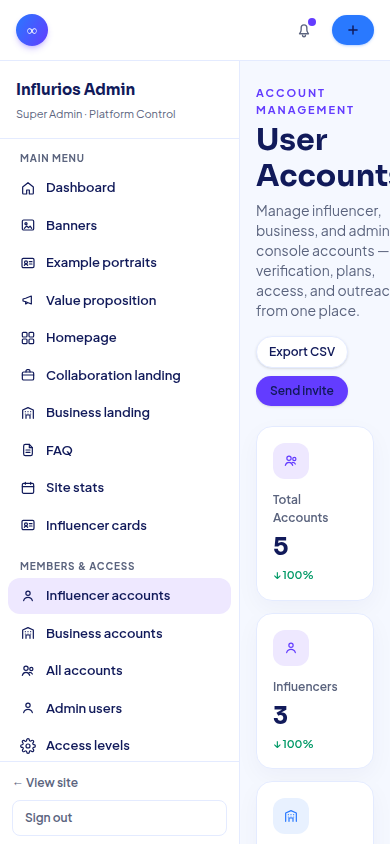 Influrios Admin
Super Admin · Platform Control
MAIN MENU
Dashboard
Banners
Example portraits
Value proposition
Homepage
Collaboration landing
Business landing
FAQ
Site stats
Influencer cards
MEMBERS & ACCESS
Influencer accounts
Business accounts
All accounts
Admin users
Access levels
← View site
Sign out
ACCOUNT
MANAGEMENT
User
Accounts
Manage influencer,
business, and admin
console accounts —
verification, plans,
access, and outreac
from one place.
Export CSV
Send invite
Total
Accounts
5
↓100%
Influencers
3
↓100%